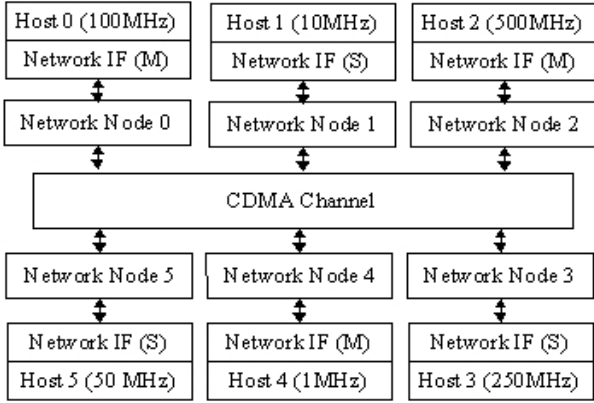 Host 0 (100MHz) Host 1 (10MHz) Host 2 (500MHz)
Network IF (M) Network IF (S) Network IF (M)
Network Node 0 Network Node 1 Network Node 2
CDMA Channel
Network Node 5 Network Node 4 Network Node 3
Network IF (S) Network IF (M) Network IF (S)
Host 5 (50 MHz) Host 4 (1MHz) Host 3 (250MHz)